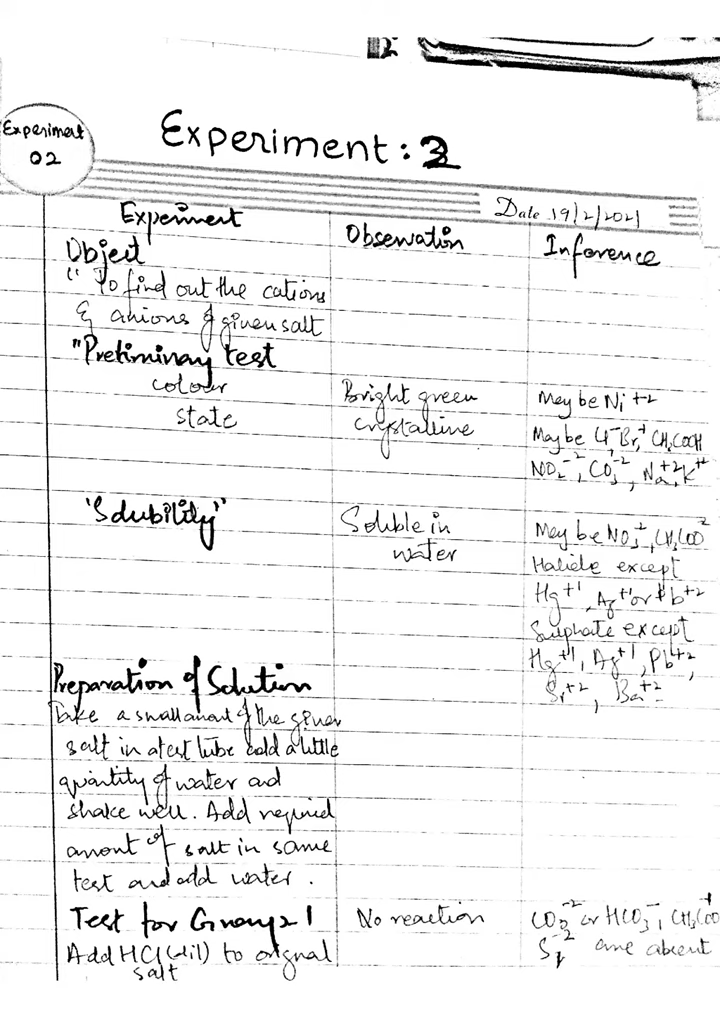 Experiment
02
Experiment : 2
Date 19/2/2021
Experiment
Observation
Inference
Object
" To find out the cations
& anions of given salt
"Preliminary test
colour
Bright green
May be Ni +2
state
crystalline
May be Cl-, Br,+ CH3COOH
NO2-2, CO3-2, Na+2, K++
"Solubility"
Soluble in
water
May be NO3+, CH3COO-2
Halide except
Hg+1, Ag+1 or Pb+2
Sulphate except
Hg+1, Ag+1, Pb+2,
Sr+2, Ba+2.
Preparation of Solution
Take a small amout of the given
salt in a test tube add a little
quantity of water and
shake well. Add required
amont of salt in same
test and add water.
Test for Group 1
No reaction
CO3-2 or HCO3-, CH3COO
Add HCl (dil) to orignal
salt
S-2 are absent